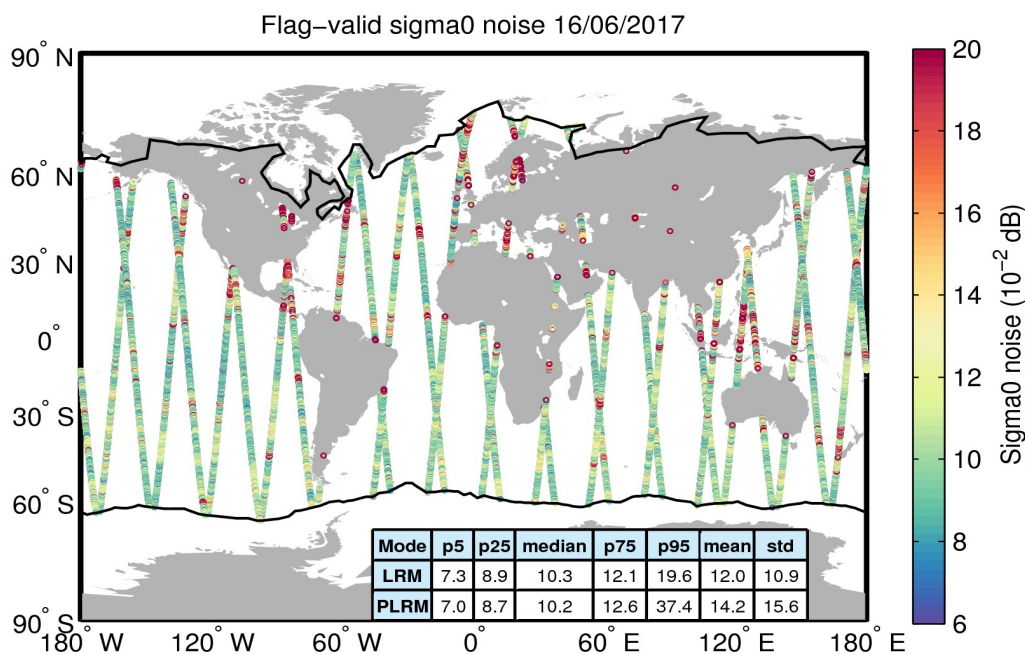 Flag−valid sigma0 noise 16/06/2017
90° N
60° N
30° N
0°
30° S
60° S
90° S
180° W
120° W
60° W
0°
60° E
120° E
180° E
Mode p5 p25 median p75 p95 mean std
LRM 7.3 8.9 10.3 12.1 19.6 12.0 10.9
PLRM 7.0 8.7 10.2 12.6 37.4 14.2 15.6
20
18
16
14
12
10
8
6
Sigma0 noise (10⁻² dB)